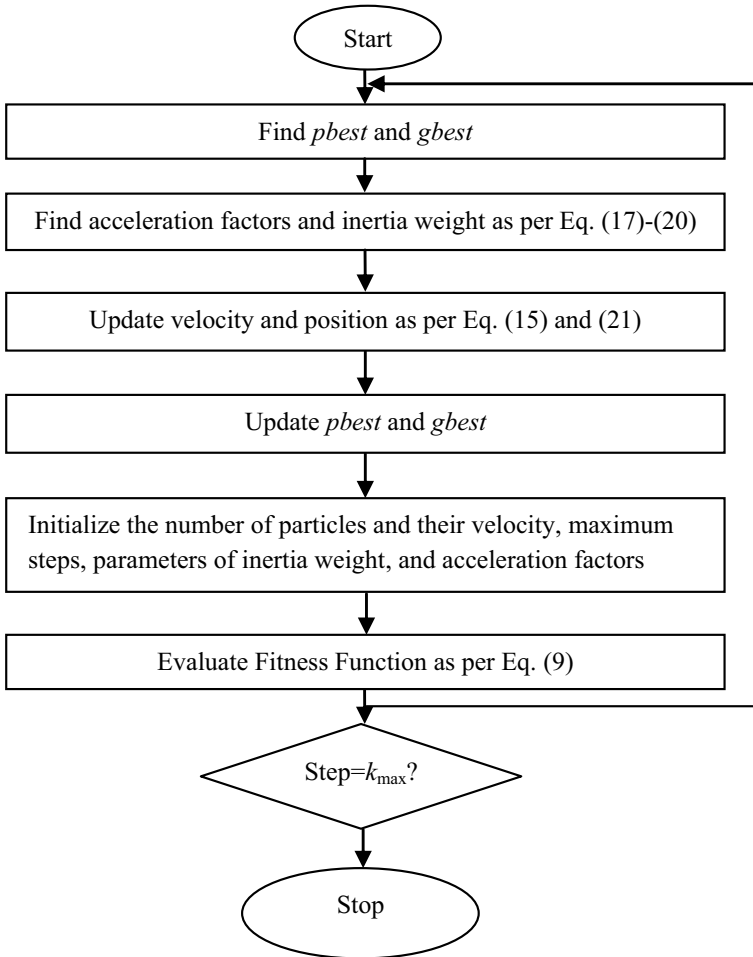 Start
Find pbest and gbest
Find acceleration factors and inertia weight as per Eq. (17)-(20)
Update velocity and position as per Eq. (15) and (21)
Update pbest and gbest
Initialize the number of particles and their velocity, maximum
steps, parameters of inertia weight, and acceleration factors
Evaluate Fitness Function as per Eq. (9)
Step=kmax?
Stop